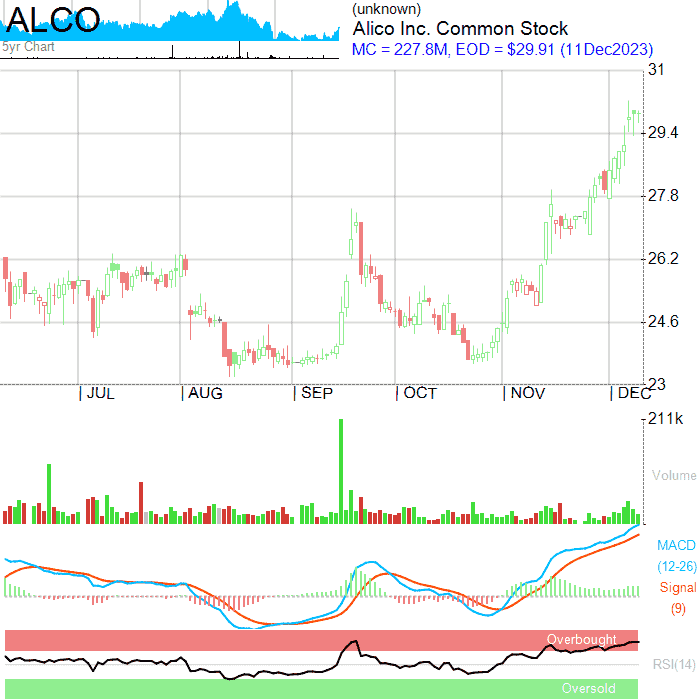 ALCO
5yr Chart
(unknown)
Alico Inc. Common Stock
MC = 227.8M, EOD = $29.91 (11Dec2023)
31
29.4
27.8
26.2
24.6
23
JUL AUG SEP OCT NOV DEC
211k
Volume
MACD
(12-26)
Signal
(9)
Overbought
RSI(14)
Oversold